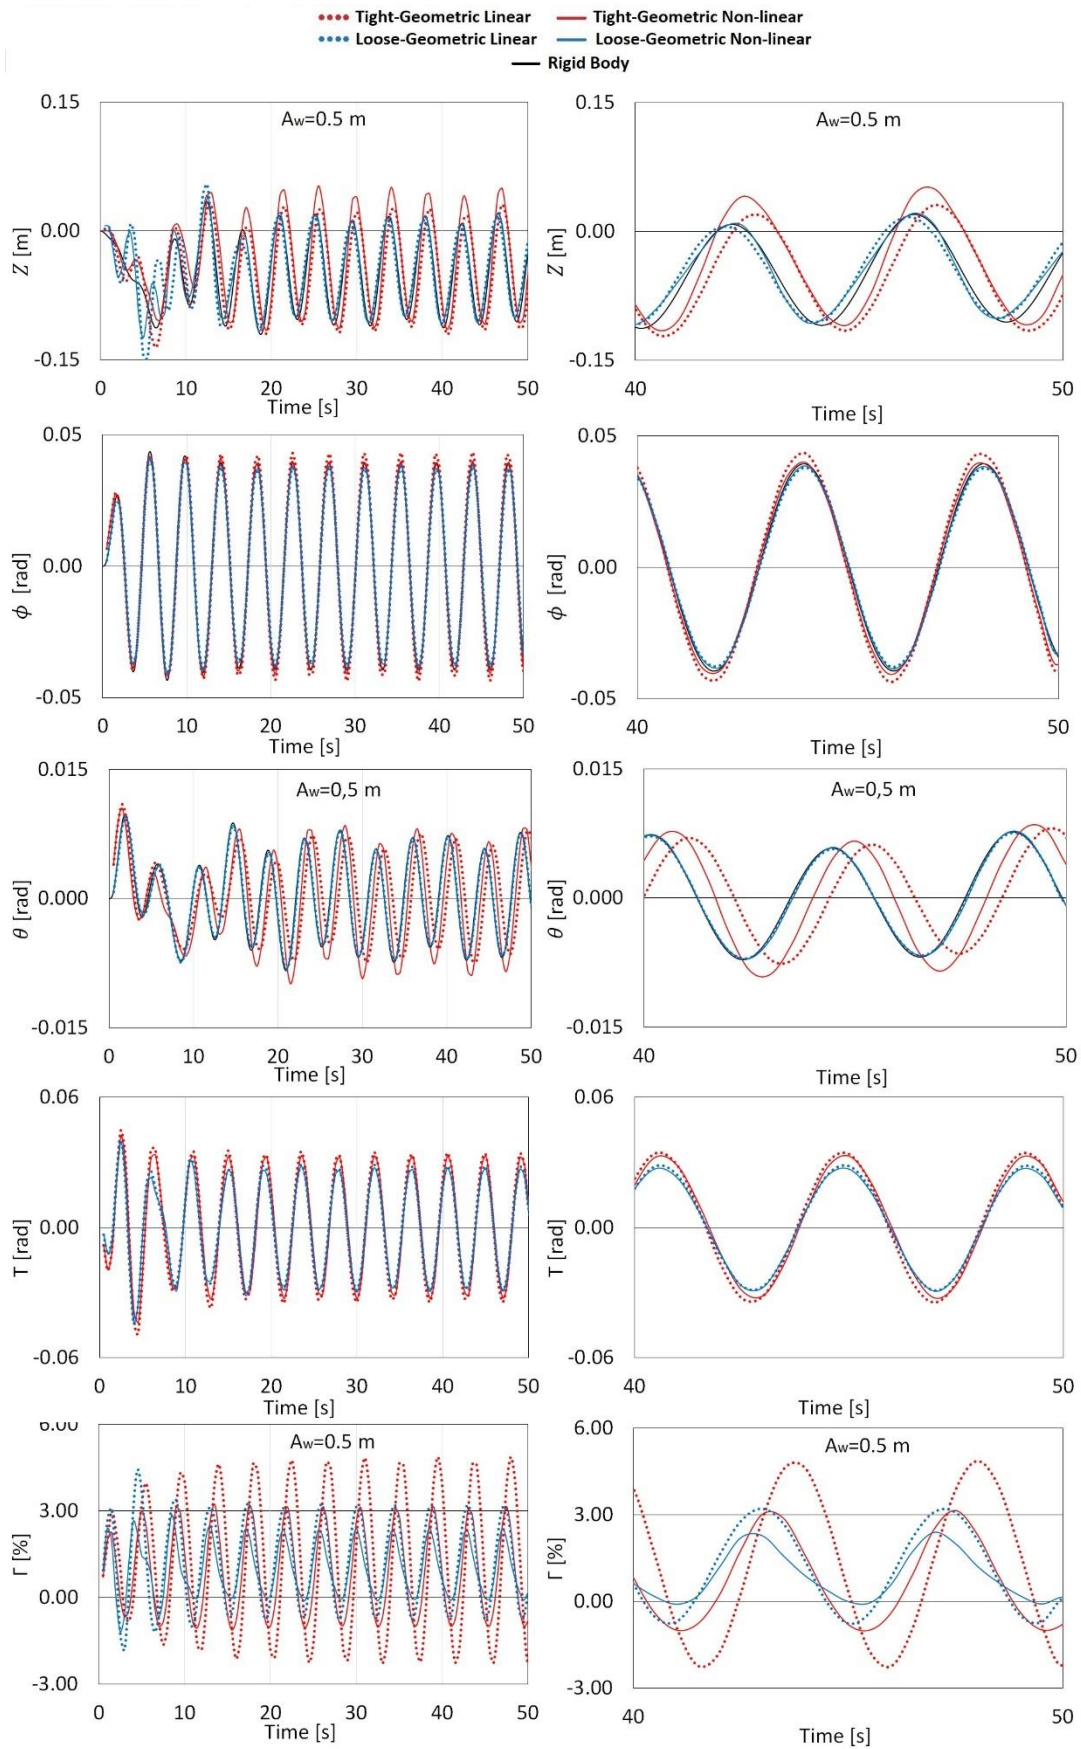 Tight-Geometric Linear Tight-Geometric Non-linear
Loose-Geometric Linear Loose-Geometric Non-linear
Rigid Body
0.15 Aw=0.5 m 0.15 Aw=0.5 m
Z [m] 0.00 Z [m] 0.00
-0.15 -0.15
0 10 20 30 40 50 40 50
Time [s] Time [s]
0.05 0.05
ϕ [rad] 0.00 ϕ [rad] 0.00
-0.05 -0.05
0 10 20 30 40 50 40 50
Time [s] Time [s]
0.015 Aw=0,5 m 0.015 Aw=0,5 m
θ [rad] 0.000 θ [rad] 0.000
-0.015 -0.015
0 10 20 30 40 50 40 50
Time [s] Time [s]
0.06 0.06
T [rad] 0.00 T [rad] 0.00
-0.06 -0.06
0 10 20 30 40 50 40 50
Time [s] Time [s]
6.00 Aw=0.5 m 6.00 Aw=0.5 m
3.00 3.00
Γ [%] 0.00 Γ [%] 0.00
-3.00 -3.00
0 10 20 30 40 50 40 50
Time [s] Time [s]